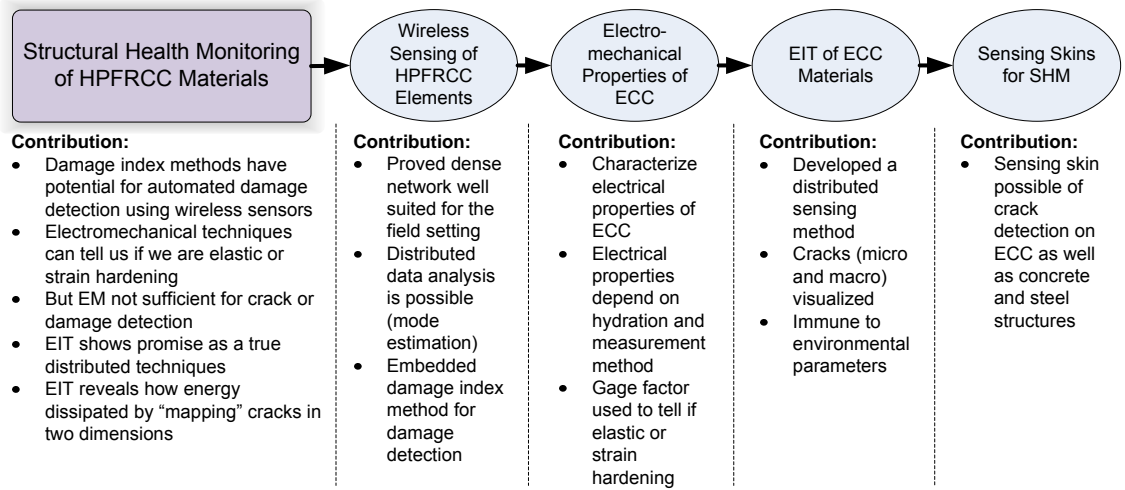 Structural Health Monitoring
of HPFRCC Materials
Wireless
Sensing of
HPFRCC
Elements
Electro-
mechanical
Properties of
ECC
EIT of ECC
Materials
Sensing Skins
for SHM
Contribution:
• Damage index methods have
potential for automated damage
detection using wireless sensors
• Electromechanical techniques
can tell us if we are elastic or
strain hardening
• But EM not sufficient for crack or
damage detection
• EIT shows promise as a true
distributed techniques
• EIT reveals how energy
dissipated by “mapping” cracks in
two dimensions
Contribution:
• Proved dense
network well
suited for the
field setting
• Distributed
data analysis
is possible
(mode
estimation)
• Embedded
damage index
method for
damage
detection
Contribution:
• Characterize
electrical
properties of
ECC
• Electrical
properties
depend on
hydration and
measurement
method
• Gage factor
used to tell if
elastic or
strain
hardening
Contribution:
• Developed a
distributed
sensing
method
• Cracks (micro
and macro)
visualized
• Immune to
environmental
parameters
Contribution:
• Sensing skin
possible of
crack
detection on
ECC as well
as concrete
and steel
structures